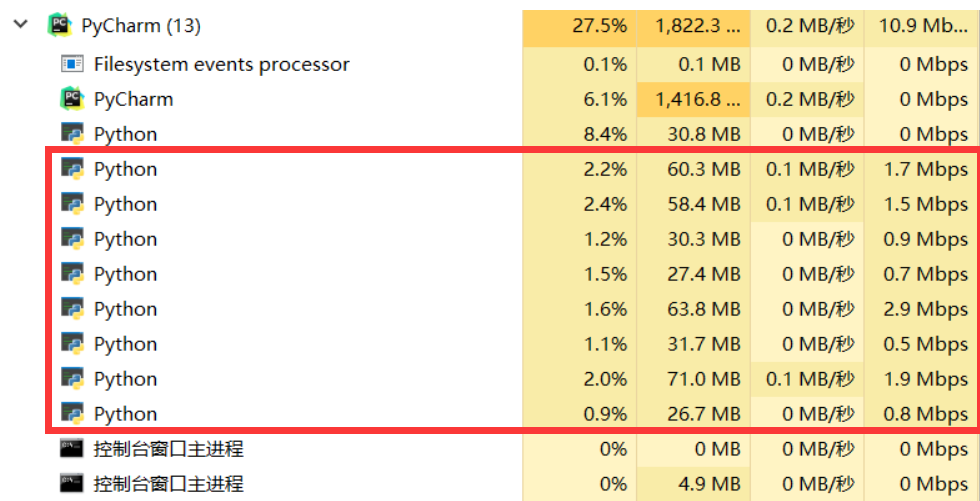 PyCharm (13) 27.5% 1,822.3 ... 0.2 MB/秒 10.9 Mb...
Filesystem events processor 0.1% 0.1 MB 0 MB/秒 0 Mbps
PyCharm 6.1% 1,416.8 ... 0.2 MB/秒 0 Mbps
Python 8.4% 30.8 MB 0 MB/秒 0 Mbps
Python 2.2% 60.3 MB 0.1 MB/秒 1.7 Mbps
Python 2.4% 58.4 MB 0.1 MB/秒 1.5 Mbps
Python 1.2% 30.3 MB 0 MB/秒 0.9 Mbps
Python 1.5% 27.4 MB 0 MB/秒 0.7 Mbps
Python 1.6% 63.8 MB 0 MB/秒 2.9 Mbps
Python 1.1% 31.7 MB 0 MB/秒 0.5 Mbps
Python 2.0% 71.0 MB 0.1 MB/秒 1.9 Mbps
Python 0.9% 26.7 MB 0 MB/秒 0.8 Mbps
控制台窗口主进程 0% 0 MB 0 MB/秒 0 Mbps
控制台窗口主进程 0% 4.9 MB 0 MB/秒 0 Mbps